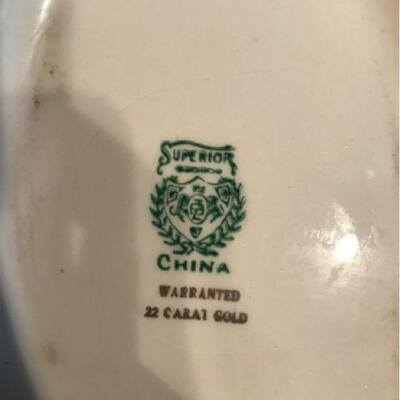 SUPERIOR
CHINA
WARRANTED
22 CARAT GOLD